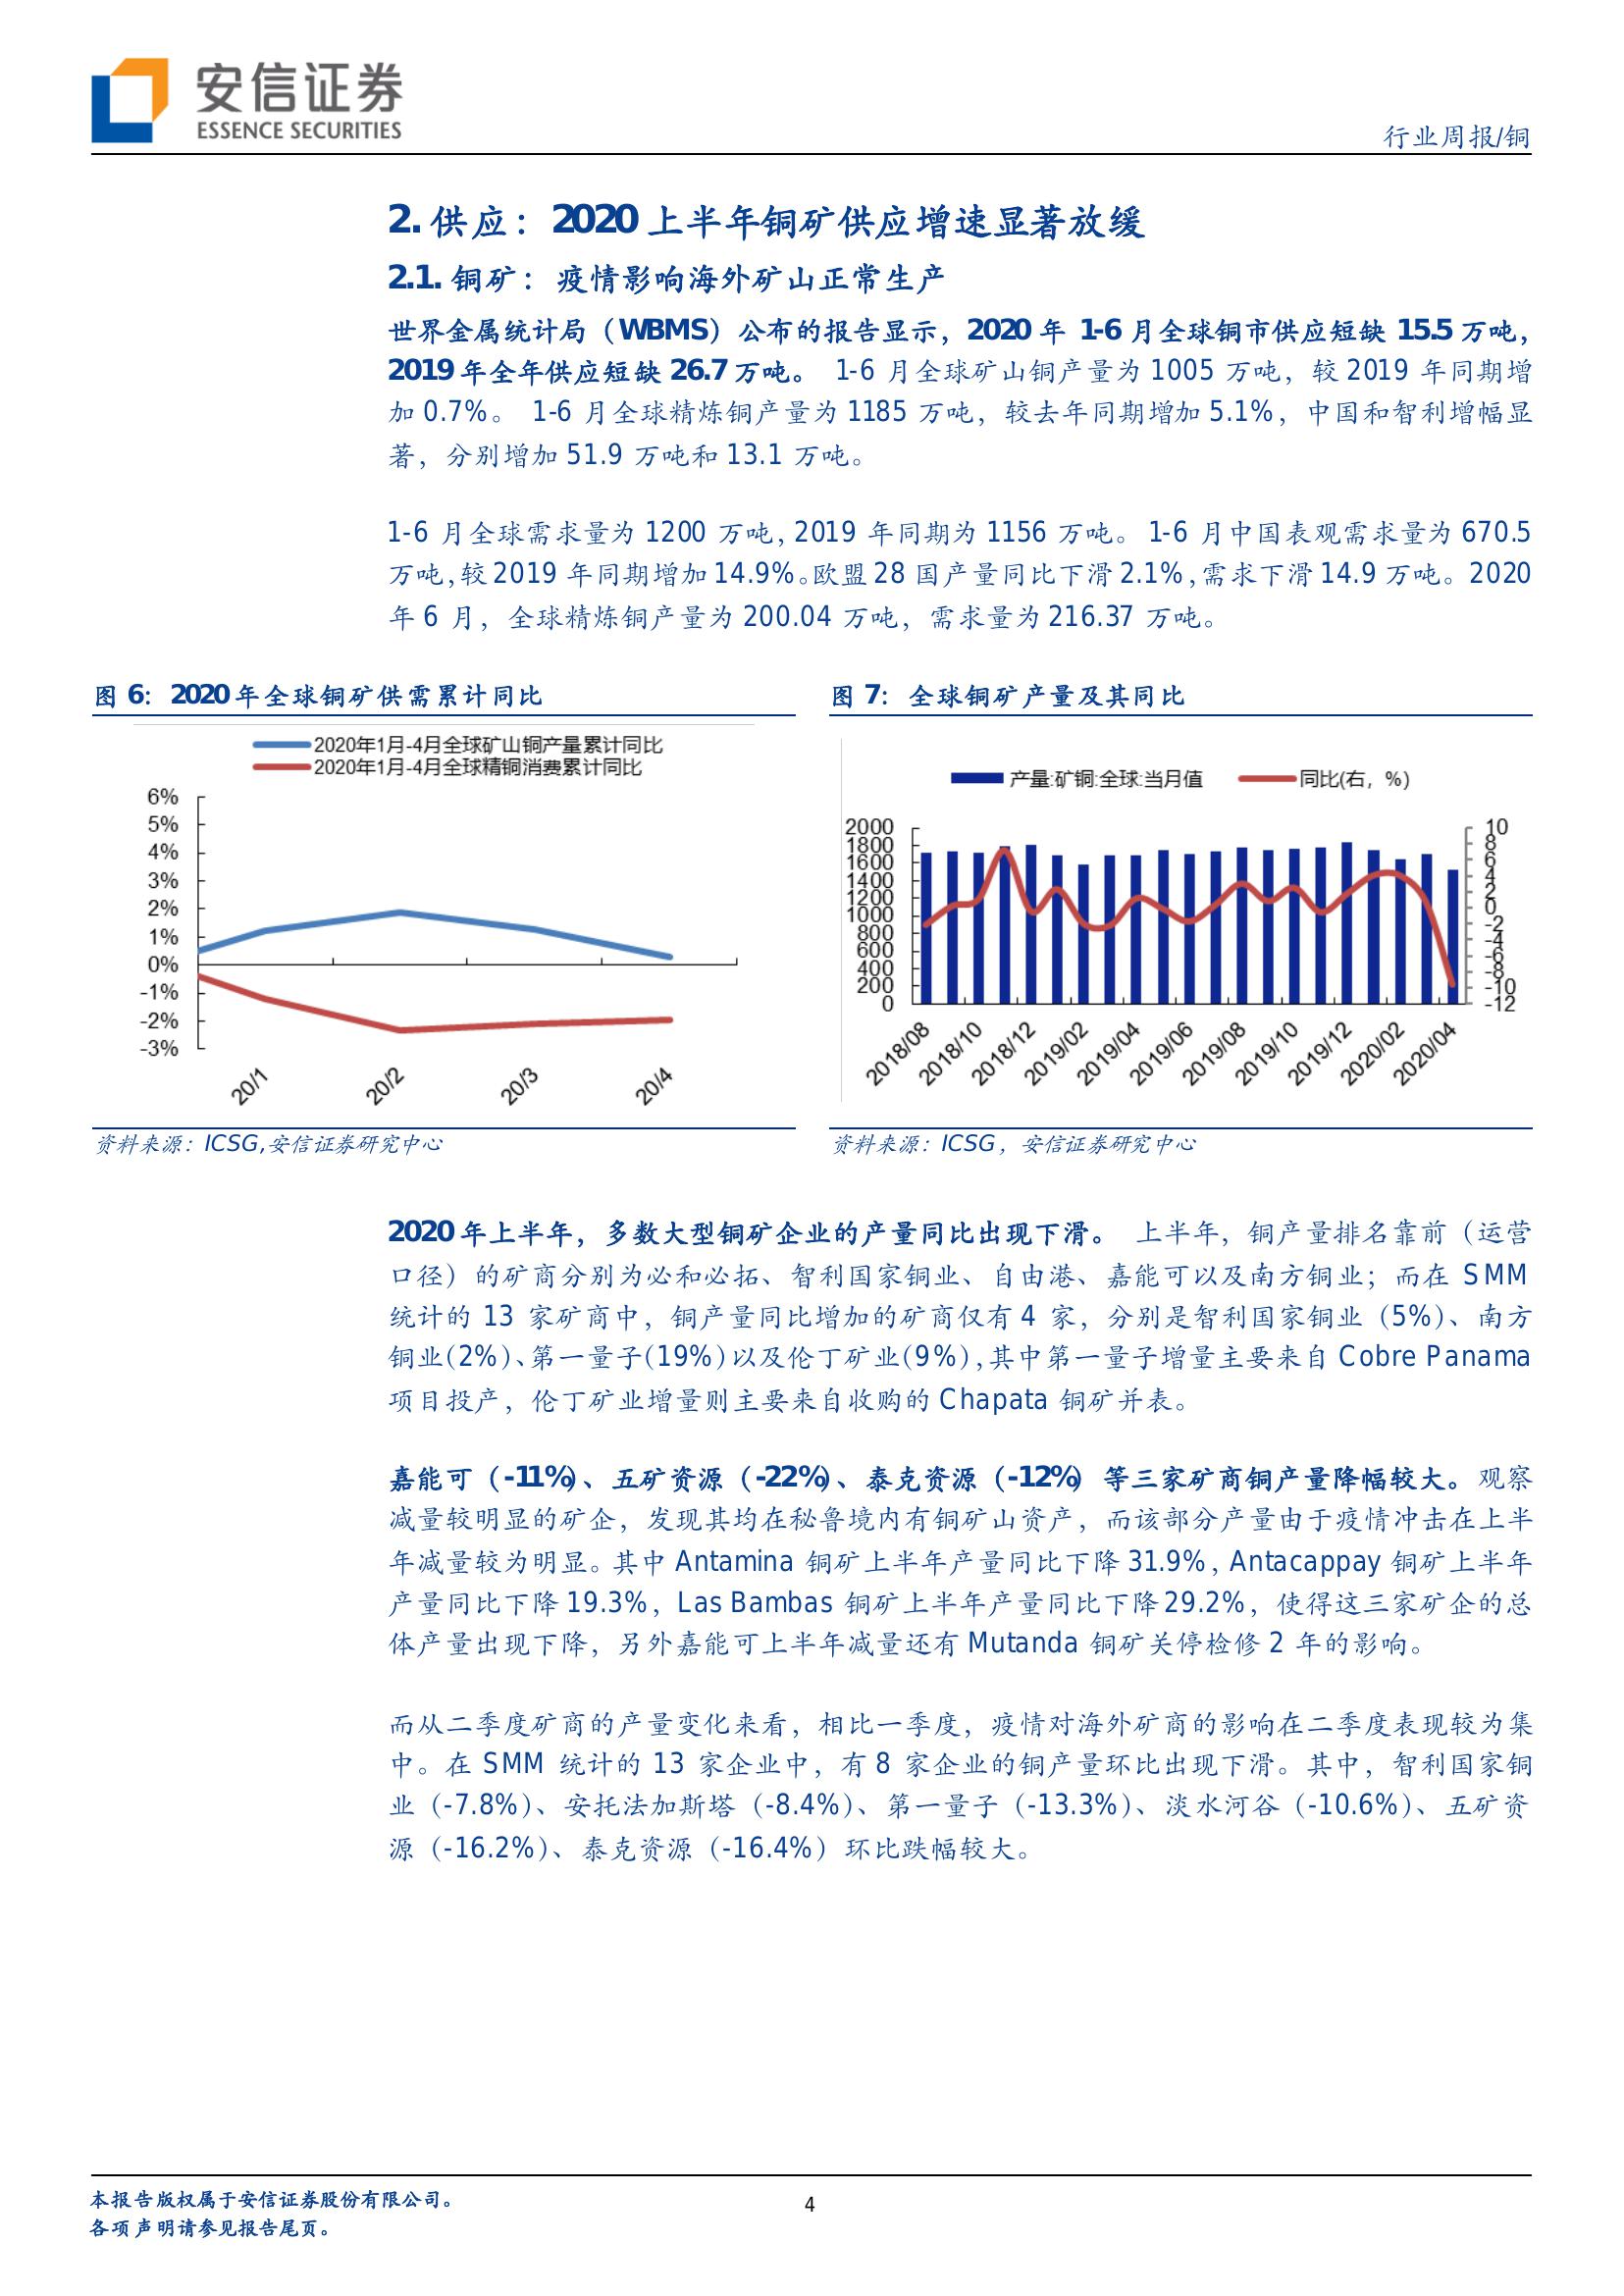 安信证券
ESSENCE SECURITIES
行业周报/铜
2. 供应：2020 上半年铜矿供应增速显著放缓
2.1. 铜矿：疫情影响海外矿山正常生产
世界金属统计局（WBMS）公布的报告显示，2020 年 1-6 月全球铜市供应短缺 15.5 万吨，
2019 年全年供应短缺 26.7 万吨。 1-6 月全球矿山铜产量为 1005 万吨，较 2019 年同期增
加 0.7%。 1-6 月全球精炼铜产量为 1185 万吨，较去年同期增加 5.1%，中国和智利增幅显
著，分别增加 51.9 万吨和 13.1 万吨。
1-6 月全球需求量为 1200 万吨，2019 年同期为 1156 万吨。 1-6 月中国表观需求量为 670.5
万吨，较 2019 年同期增加 14.9%。欧盟 28 国产量同比下滑 2.1%，需求下滑 14.9 万吨。2020
年 6 月，全球精炼铜产量为 200.04 万吨，需求量为 216.37 万吨。
图 6：2020 年全球铜矿供需累计同比
2020年1月-4月全球矿山铜产量累计同比
2020年1月-4月全球精铜消费累计同比
6%
5%
4%
3%
2%
1%
0%
-1%
-2%
-3%
20/1 20/2 20/3 20/4
资料来源：ICSG,安信证券研究中心
图 7：全球铜矿产量及其同比
产量:矿铜:全球:当月值 同比(右，%)
2000 10
1800 8
1600 6
1400 4
1200 2
1000 0
800 -2
600 -4
400 -6
200 -8
0 -10
-12
2018/08 2018/10 2018/12 2019/02 2019/04 2019/06 2019/08 2019/10 2019/12 2020/02 2020/04
资料来源：ICSG，安信证券研究中心
2020 年上半年，多数大型铜矿企业的产量同比出现下滑。 上半年，铜产量排名靠前（运营
口径）的矿商分别为必和必拓、智利国家铜业、自由港、嘉能可以及南方铜业；而在 SMM
统计的 13 家矿商中，铜产量同比增加的矿商仅有 4 家，分别是智利国家铜业 (5%)、南方
铜业(2%)、第一量子(19%)以及伦丁矿业(9%)，其中第一量子增量主要来自 Cobre Panama
项目投产，伦丁矿业增量则主要来自收购的 Chapata 铜矿并表。
嘉能可（-11%）、五矿资源（-22%）、泰克资源（-12%）等三家矿商铜产量降幅较大。观察
减量较明显的矿企，发现其均在秘鲁境内有铜矿山资产，而该部分产量由于疫情冲击在上半
年减量较为明显。其中 Antamina 铜矿上半年产量同比下降 31.9%，Antacappay 铜矿上半年
产量同比下降 19.3%，Las Bambas 铜矿上半年产量同比下降 29.2%，使得这三家矿企的总
体产量出现下降，另外嘉能可上半年减量还有 Mutanda 铜矿关停检修 2 年的影响。
而从二季度矿商的产量变化来看，相比一季度，疫情对海外矿商的影响在二季度表现较为集
中。在 SMM 统计的 13 家企业中，有 8 家企业的铜产量环比出现下滑。其中，智利国家铜
业（-7.8%）、安托法加斯塔（-8.4%）、第一量子（-13.3%）、淡水河谷（-10.6%）、五矿资
源（-16.2%）、泰克资源（-16.4%）环比跌幅较大。
本报告版权属于安信证券股份有限公司。
各项声明请参见报告尾页。
4